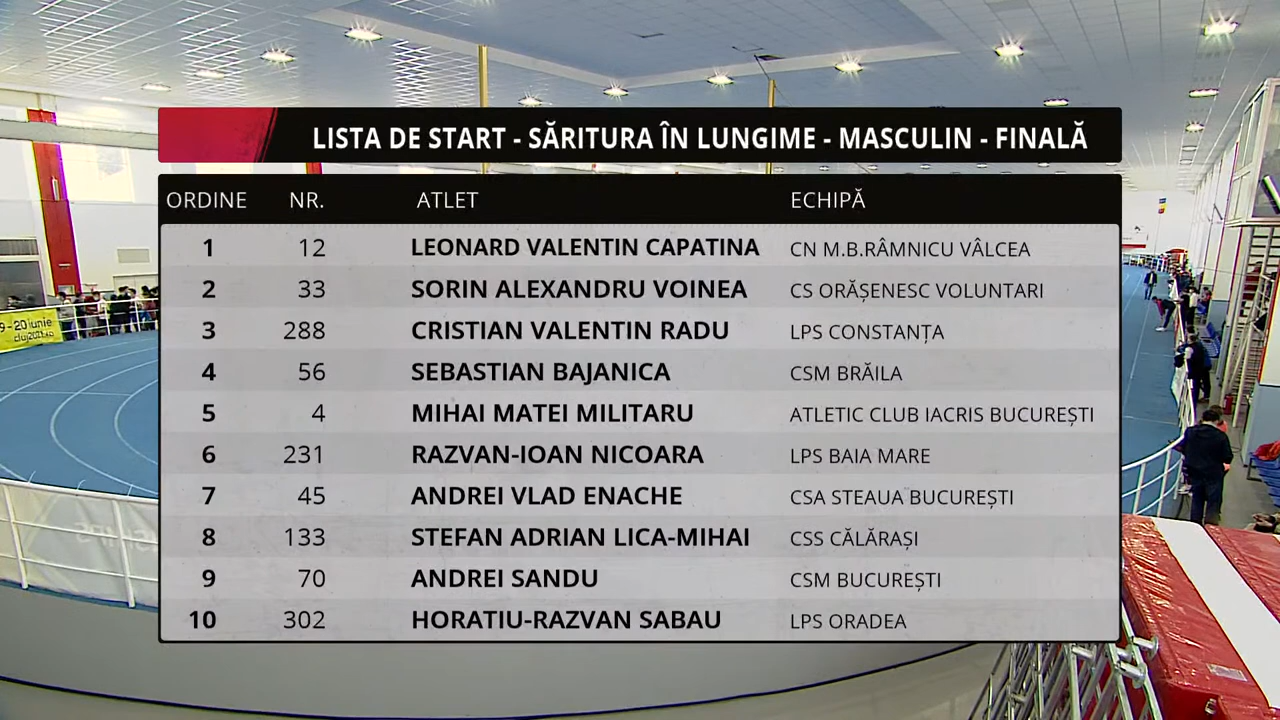 LISTA DE START - SĂRITURA ÎN LUNGIME - MASCULIN - FINALĂ
ORDINE NR. ATLET ECHIPĂ
1 12 LEONARD VALENTIN CAPATINA CN M.B.RÂMNICU VÂLCEA
2 33 SORIN ALEXANDRU VOINEA CS ORĂȘENESC VOLUNTARI
3 288 CRISTIAN VALENTIN RADU LPS CONSTANȚA
4 56 SEBASTIAN BAJANICA CSM BRĂILA
5 4 MIHAI MATEI MILITARU ATLETIC CLUB IACRIS BUCUREȘTI
6 231 RAZVAN-IOAN NICOARA LPS BAIA MARE
7 45 ANDREI VLAD ENACHE CSA STEAUA BUCUREȘTI
8 133 STEFAN ADRIAN LICA-MIHAI CSS CĂLĂRAȘI
9 70 ANDREI SANDU CSM BUCUREȘTI
10 302 HORATIU-RAZVAN SABAU LPS ORADEA
9 - 20 iunie